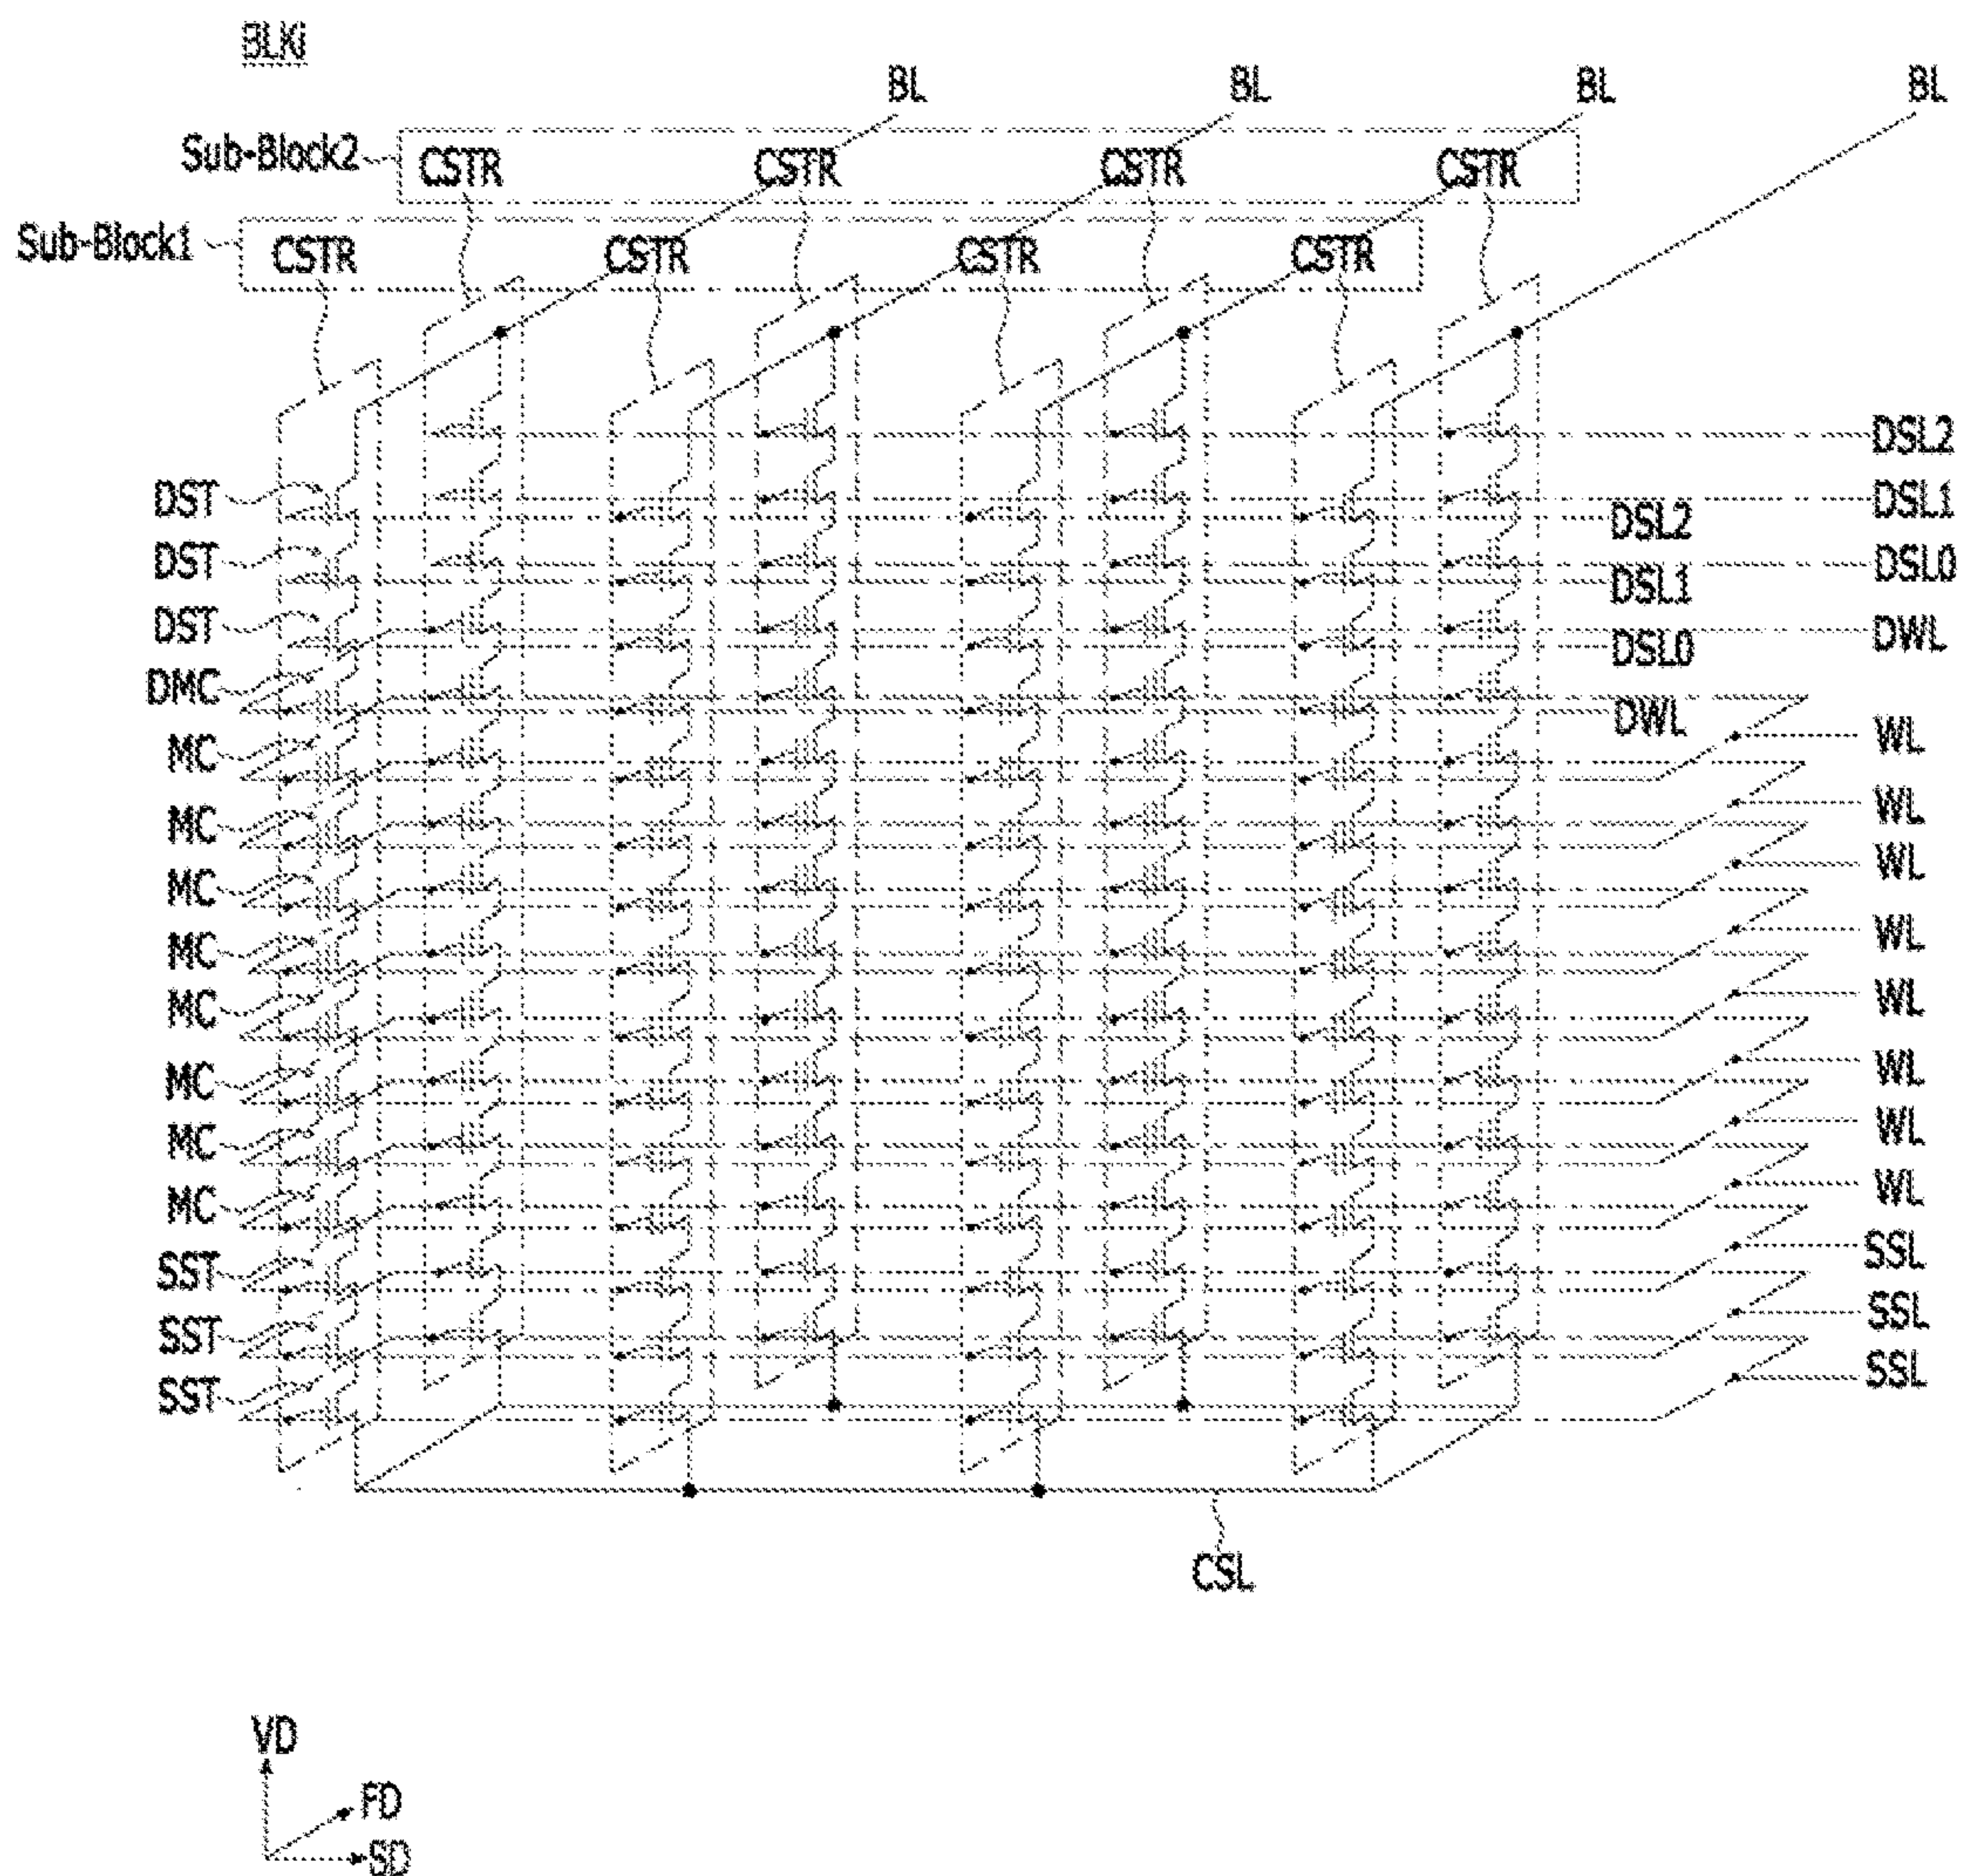 BLKi
BL BL BL BL
Sub-Block2 CSTR CSTR CSTR CSTR
Sub-Block1 CSTR CSTR CSTR CSTR
DSL2
DST DSL1
DSL2
DST DSL0
DSL1
DST DWL
DSL0
DMC
DWL
MC WL
MC WL
MC WL
MC WL
MC WL
MC WL
MC WL
MC WL
SST SSL
SST SSL
SST SSL
CSL
VD
FD
SD